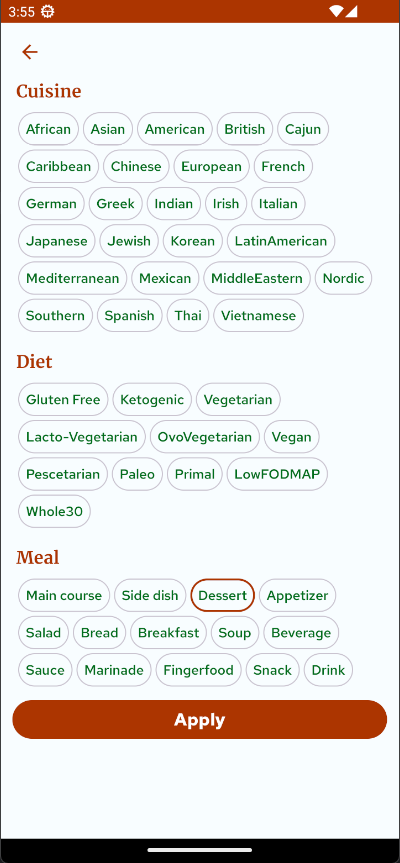 3:55
Cuisine
African Asian American British Cajun
Caribbean Chinese European French
German Greek Indian Irish Italian
Japanese Jewish Korean LatinAmerican
Mediterranean Mexican MiddleEastern Nordic
Southern Spanish Thai Vietnamese
Diet
Gluten Free Ketogenic Vegetarian
Lacto-Vegetarian OvoVegetarian Vegan
Pescetarian Paleo Primal LowFODMAP
Whole30
Meal
Main course Side dish Dessert Appetizer
Salad Bread Breakfast Soup Beverage
Sauce Marinade Fingerfood Snack Drink
Apply